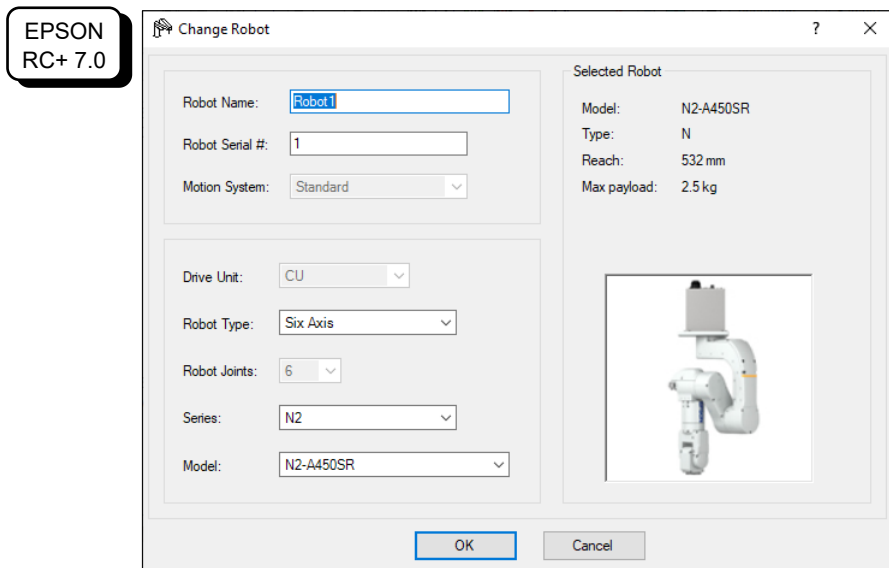 EPSON
RC+ 7.0
Change Robot
?
Robot Name: Robot1
Robot Serial #: 1
Motion System: Standard
Drive Unit: CU
Robot Type: Six Axis
Robot Joints: 6
Series: N2
Model: N2-A450SR
Selected Robot
Model: N2-A450SR
Type: N
Reach: 532 mm
Max payload: 2.5 kg
OK
Cancel